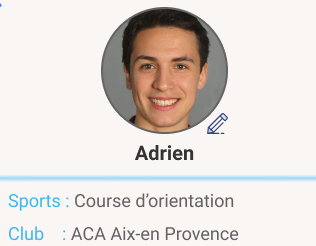 Adrien
Sports : Course d'orientation
Club : ACA Aix-en Provence